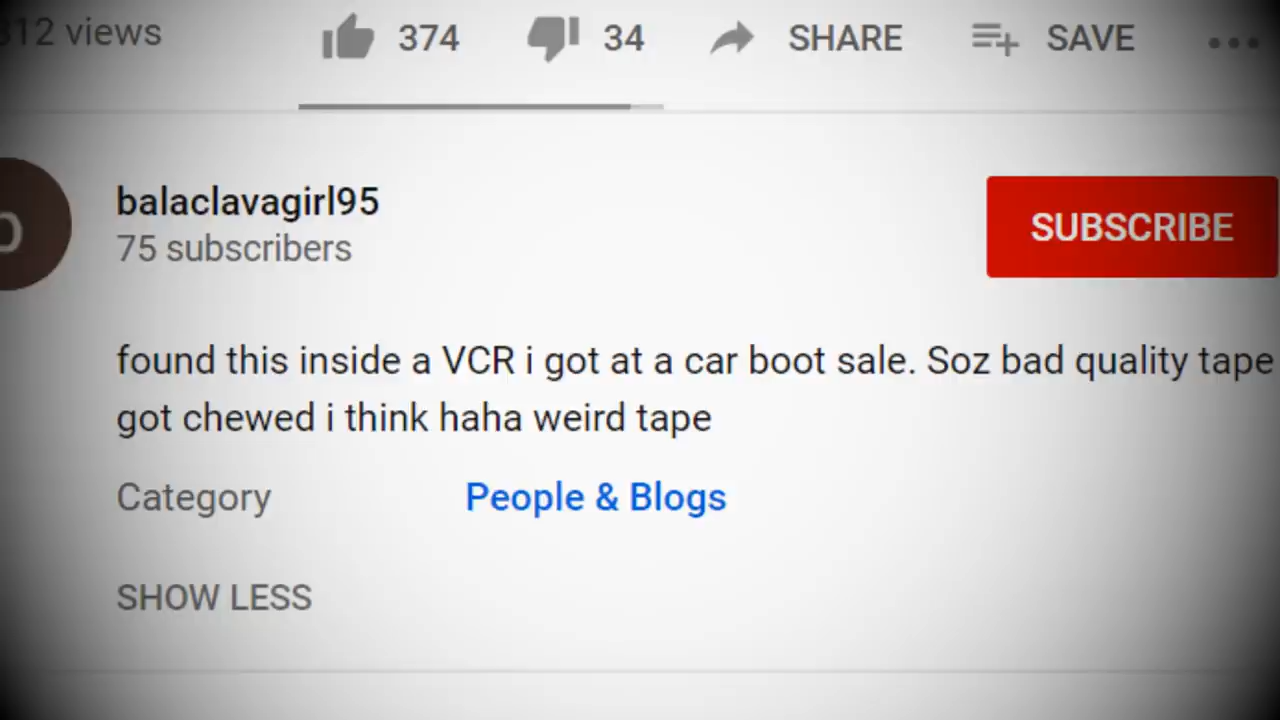 312 views 374 34 SHARE SAVE
balaclavagirl95
SUBSCRIBE
75 subscribers
found this inside a VCR i got at a car boot sale. Soz bad quality tape
got chewed i think haha weird tape
Category People & Blogs
SHOW LESS